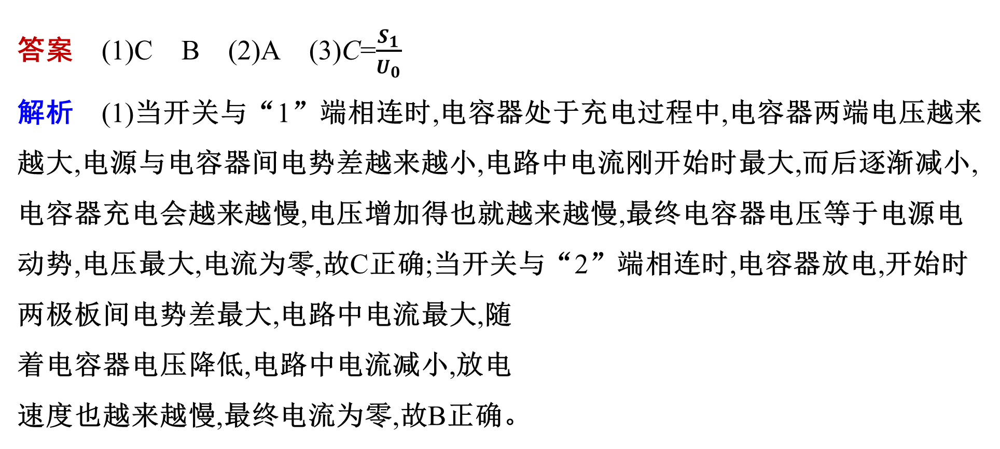 答案 (1)C B (2)A (3)C=S₁/U₀
解析 (1)当开关与“1”端相连时,电容器处于充电过程中,电容器两端电压越来
越大,电源与电容器间电势差越来越小,电路中电流刚开始时最大,而后逐渐减小,
电容器充电会越来越慢,电压增加得也就越来越慢,最终电容器电压等于电源电
动势,电压最大,电流为零,故C正确;当开关与“2”端相连时,电容器放电,开始时
两极板间电势差最大,电路中电流最大,随
着电容器电压降低,电路中电流减小,放电
速度也越来越慢,最终电流为零,故B正确。